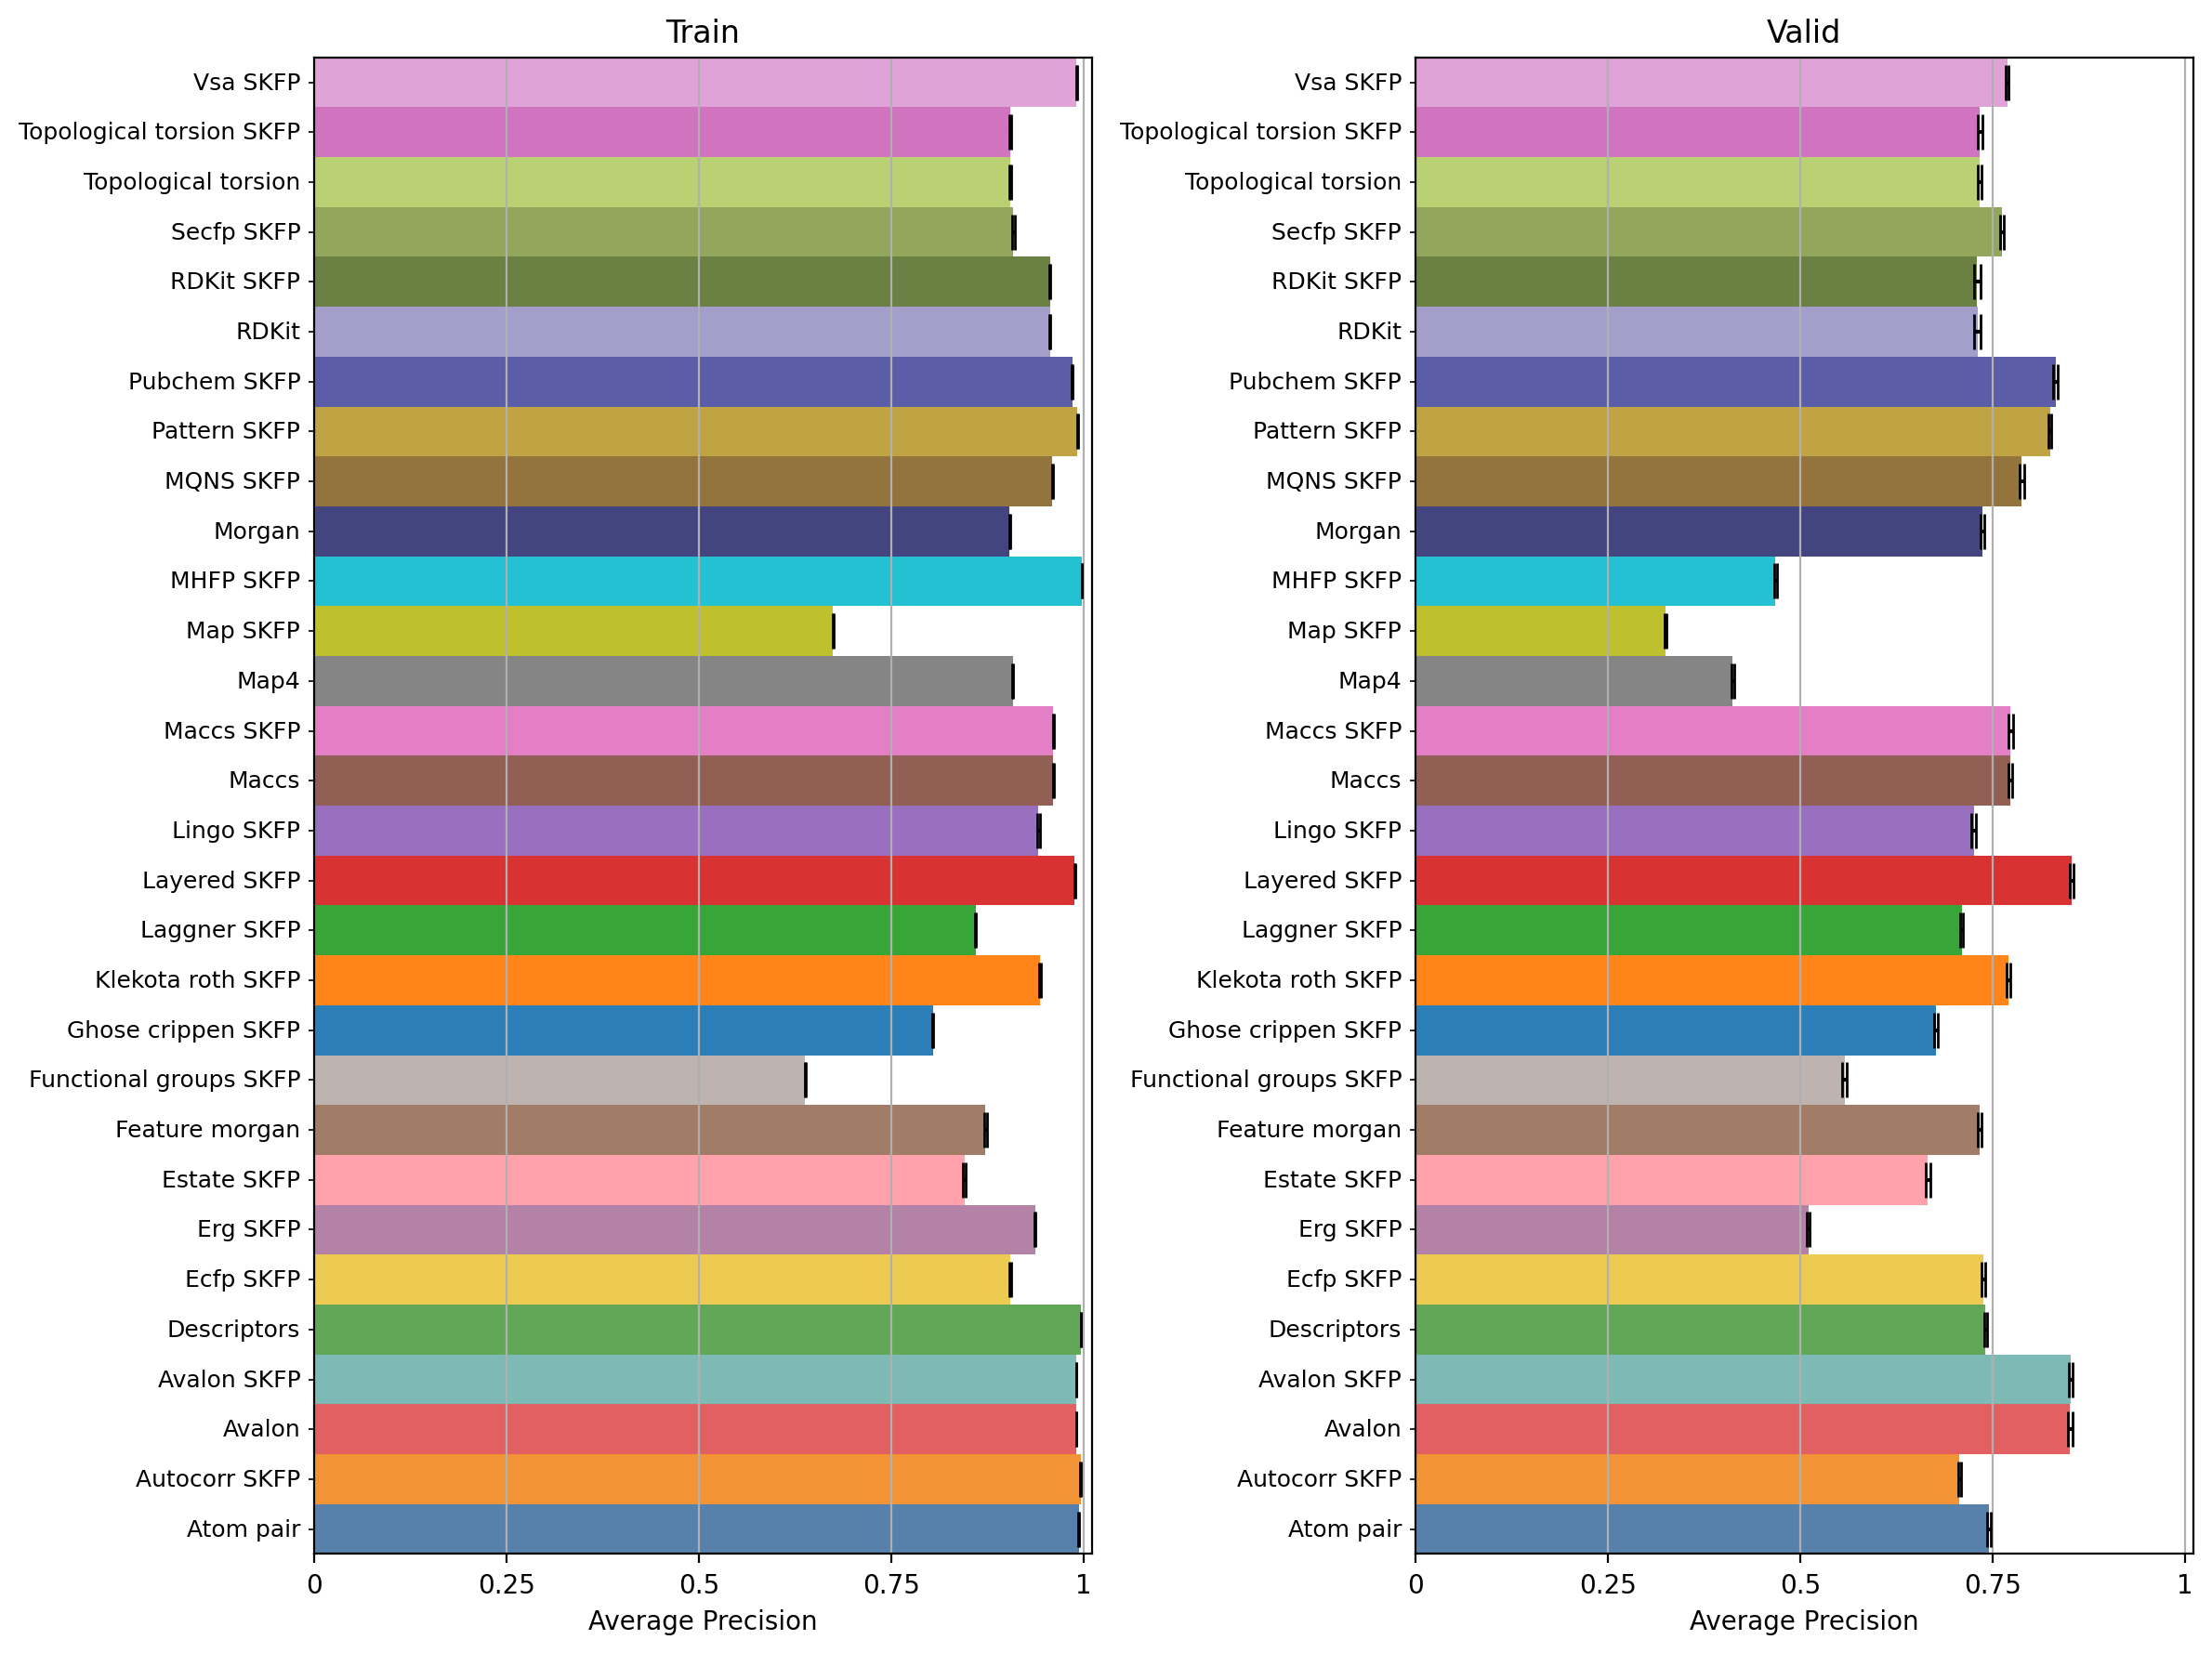 Train
Vsa SKFP
Topological torsion SKFP
Topological torsion
Secfp SKFP
RDKit SKFP
RDKit
Pubchem SKFP
Pattern SKFP
MQNS SKFP
Morgan
MHFP SKFP
Map SKFP
Map4
Maccs SKFP
Maccs
Lingo SKFP
Layered SKFP
Laggner SKFP
Klekota roth SKFP
Ghose crippen SKFP
Functional groups SKFP
Feature morgan
Estate SKFP
Erg SKFP
Ecfp SKFP
Descriptors
Avalon SKFP
Avalon
Autocorr SKFP
Atom pair
0 0.25 0.5 0.75 1
Average Precision
Valid
Vsa SKFP
Topological torsion SKFP
Topological torsion
Secfp SKFP
RDKit SKFP
RDKit
Pubchem SKFP
Pattern SKFP
MQNS SKFP
Morgan
MHFP SKFP
Map SKFP
Map4
Maccs SKFP
Maccs
Lingo SKFP
Layered SKFP
Laggner SKFP
Klekota roth SKFP
Ghose crippen SKFP
Functional groups SKFP
Feature morgan
Estate SKFP
Erg SKFP
Ecfp SKFP
Descriptors
Avalon SKFP
Avalon
Autocorr SKFP
Atom pair
0 0.25 0.5 0.75 1
Average Precision